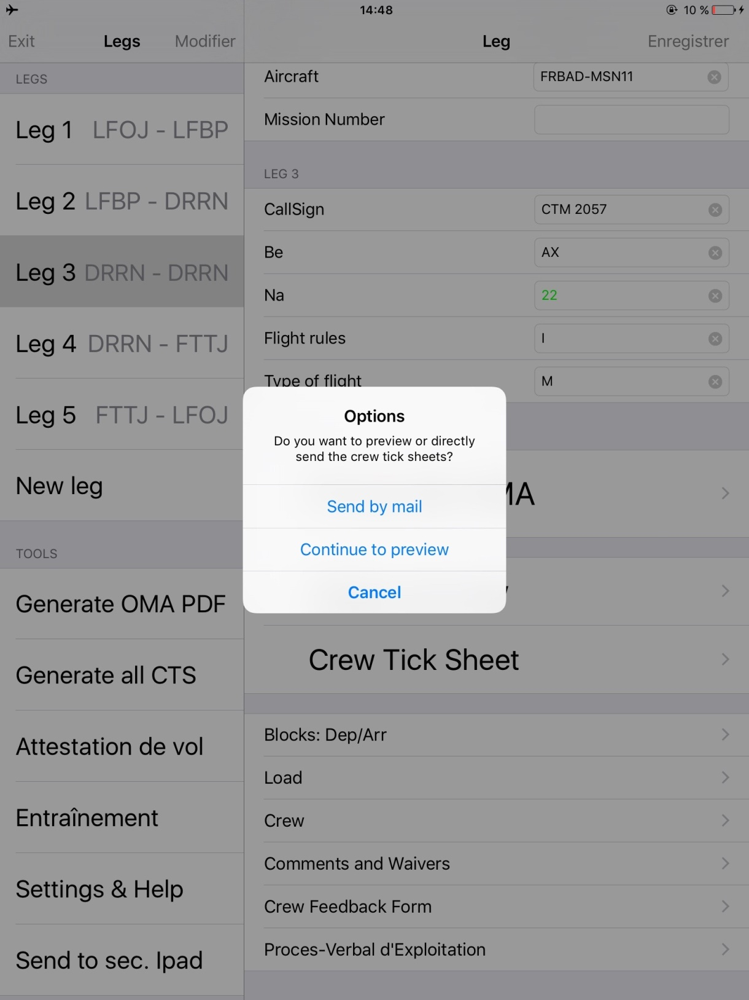 14:48
10 %
Exit
Legs
Modifier
Leg
Enregistrer
LEGS
Leg 1 LFOJ - LFBP
Leg 2 LFBP - DRRN
Leg 3 DRRN - DRRN
Leg 4 DRRN - FTTJ
Leg 5 FTTJ - LFOJ
New leg
TOOLS
Generate OMA PDF
Generate all CTS
Attestation de vol
Entraînement
Settings & Help
Send to sec. Ipad
Aircraft FRBAD-MSN11
Mission Number
LEG 3
CallSign CTM 2057
Be AX
Na 22
Flight rules I
Type of flight M
Options
Do you want to preview or directly
send the crew tick sheets?
Send by mail
Continue to preview
Cancel
Crew Tick Sheet
Blocks: Dep/Arr
Load
Crew
Comments and Waivers
Crew Feedback Form
Proces-Verbal d'Exploitation